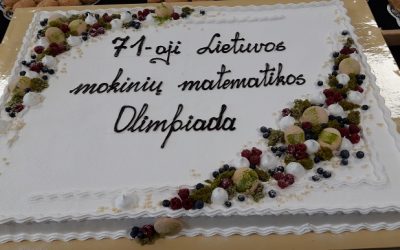 71-oji Lietuvos
mokinių matematikos
Olimpiada